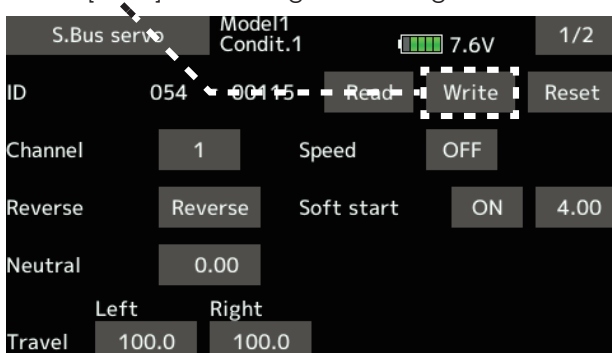 S.Bus servo Model1 Condit.1 7.6V 1/2
ID 054 00115 Read Write Reset
Channel 1 Speed OFF
Reverse Reverse Soft start ON 4.00
Neutral 0.00
Left Right
Travel 100.0 100.0